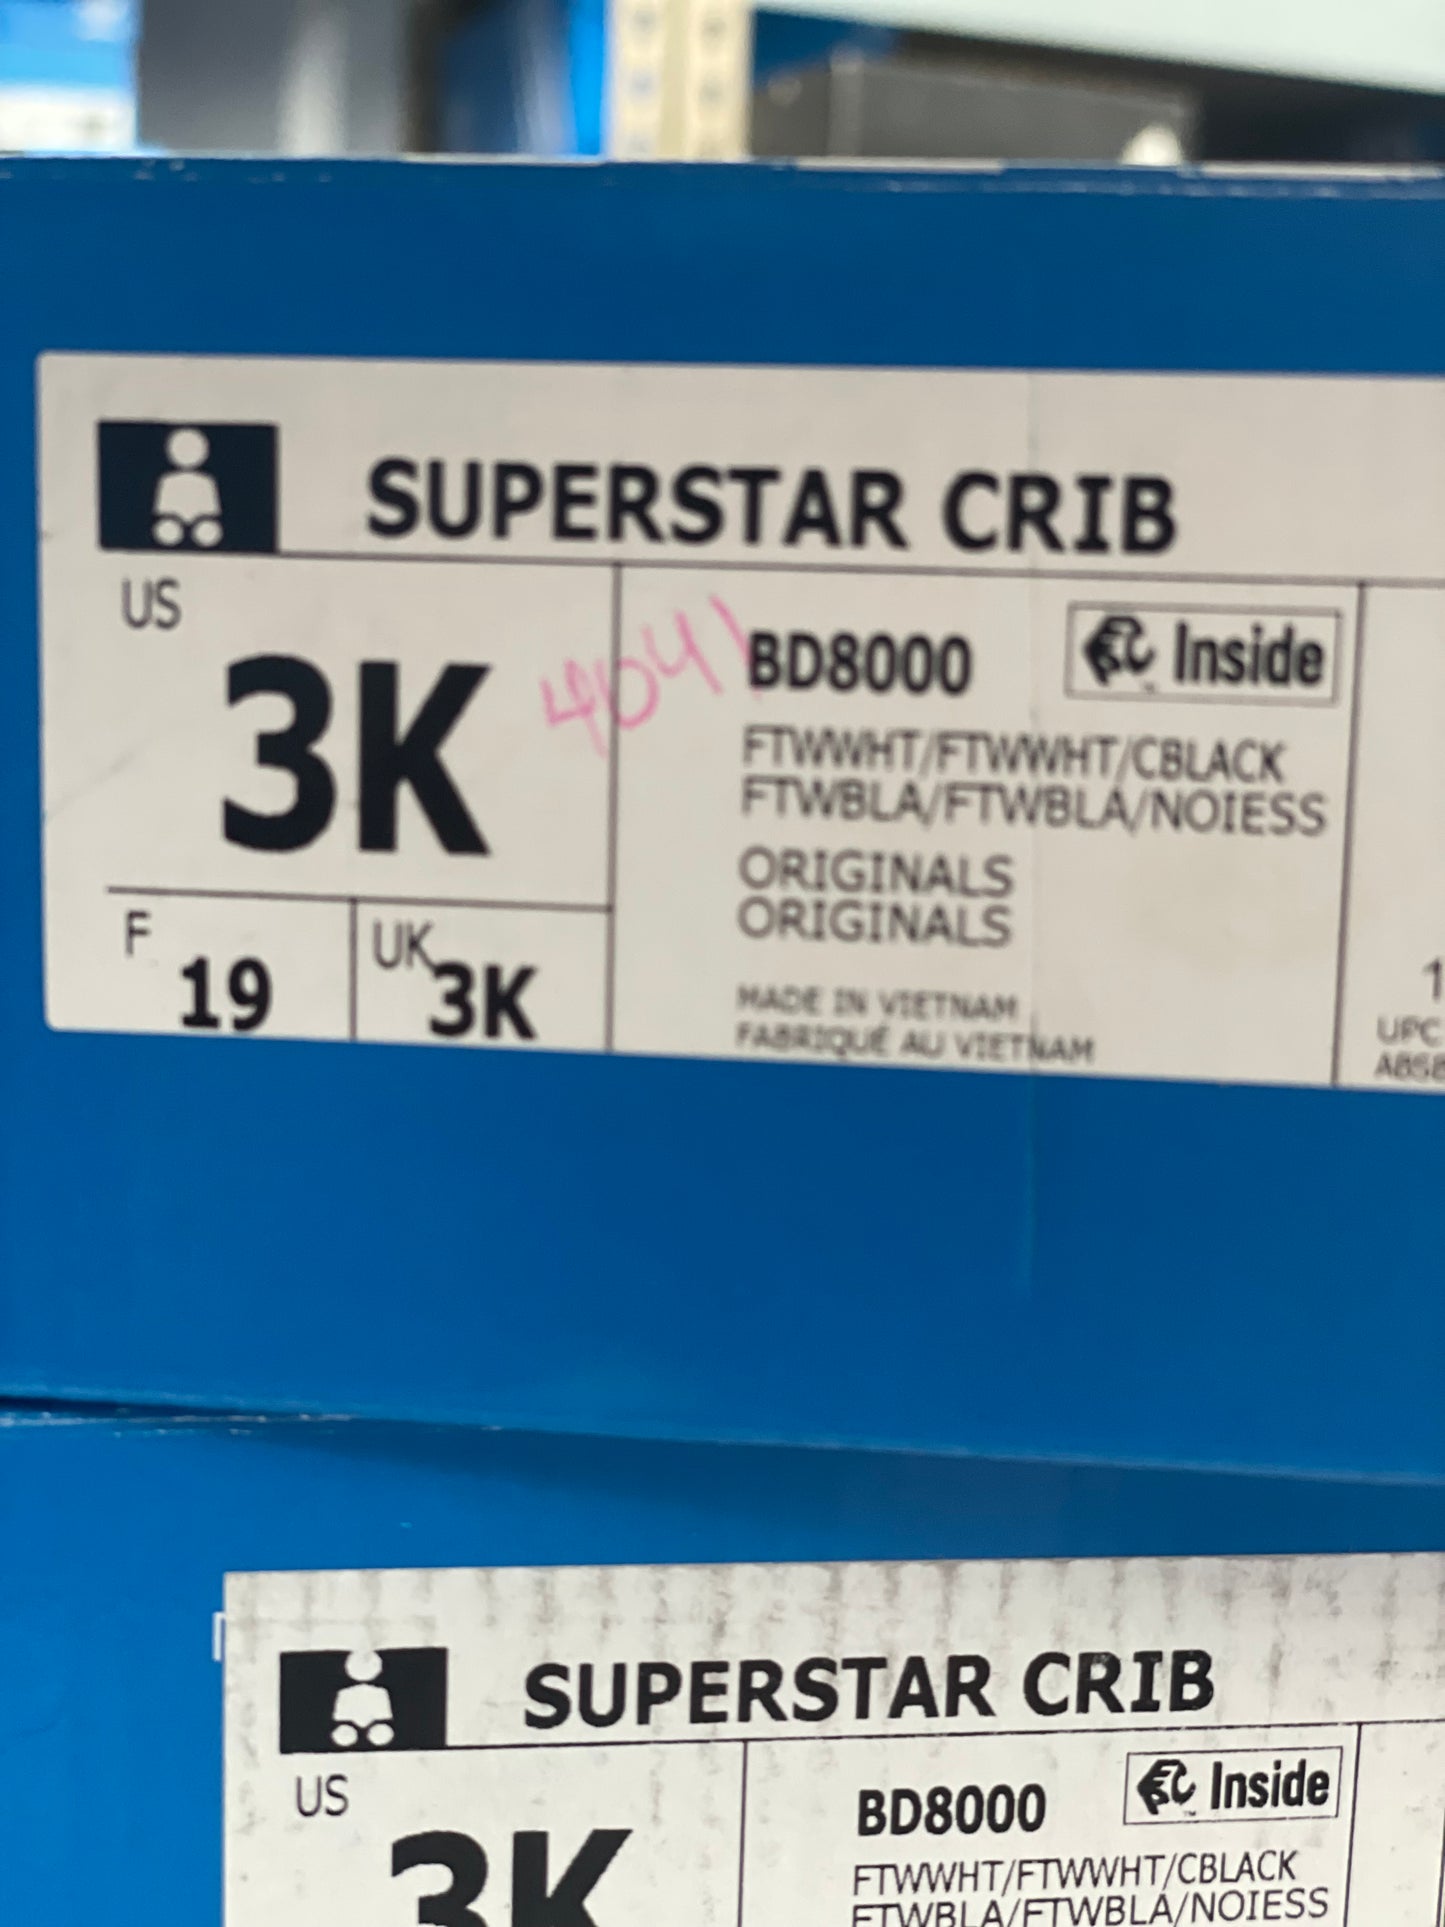 SUPERSTAR CRIB
US
3K
4041
BD8000
Inside
FTWWHT/FTWWHT/CBLACK
FTWBLA/FTWBLA/NOIESS
ORIGINALS
ORIGINALS
F
19
UK
3K
MADE IN VIETNAM
FABRIQUÉ AU VIETNAM
1
UPC
SUPERSTAR CRIB
US
3K
BD8000
Inside
FTWWHT/FTWWHT/CBLACK
FTWBLA/FTWBLA/NOIESS